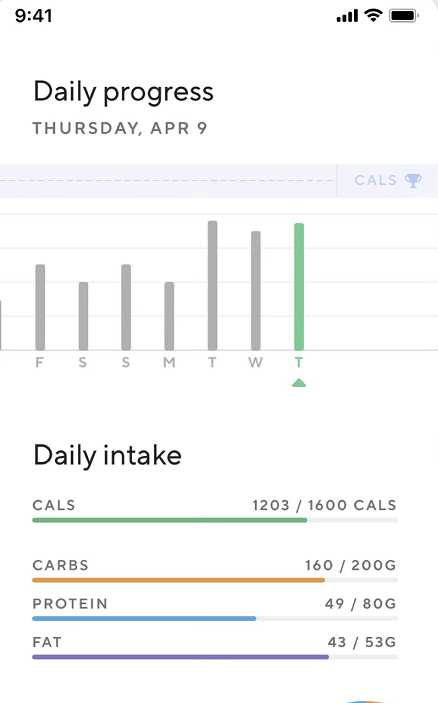 9:41
Daily progress
THURSDAY, APR 9
CALS
F S S M T W T
Daily intake
CALS 1203 / 1600 CALS
CARBS 160 / 200G
PROTEIN 49 / 80G
FAT 43 / 53G